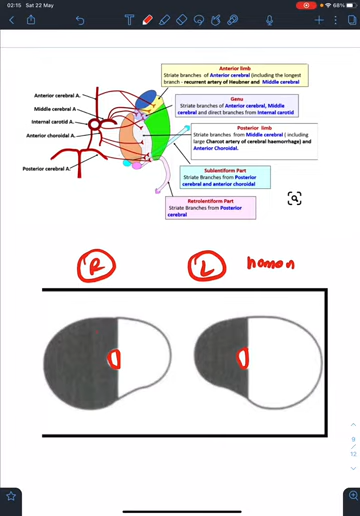 02:15 Sat 22 May
68%
Anterior limb
Striate branches of Anterior cerebral (including the longest
branch - recurrent artery of Heubner and Middle cerebral
Genu
Striate branches of Anterior cerebral, Middle
cerebral and direct branches from Internal carotid
Posterior limb
Striate branches from Middle cerebral ( including
large Charcot artery of cerebral haemorrhage) and
Anterior Choroidal.
Sublentiform Part
Striate Branches from Posterior
cerebral and anterior choroidal
Retrolentiform Part
Striate Branches from Posterior
cerebral
Anterior cerebral A.
Middle cerebral A
Internal carotid A.
Anterior choroidal A.
Posterior cerebral A.
R
L
homon
9
/
12